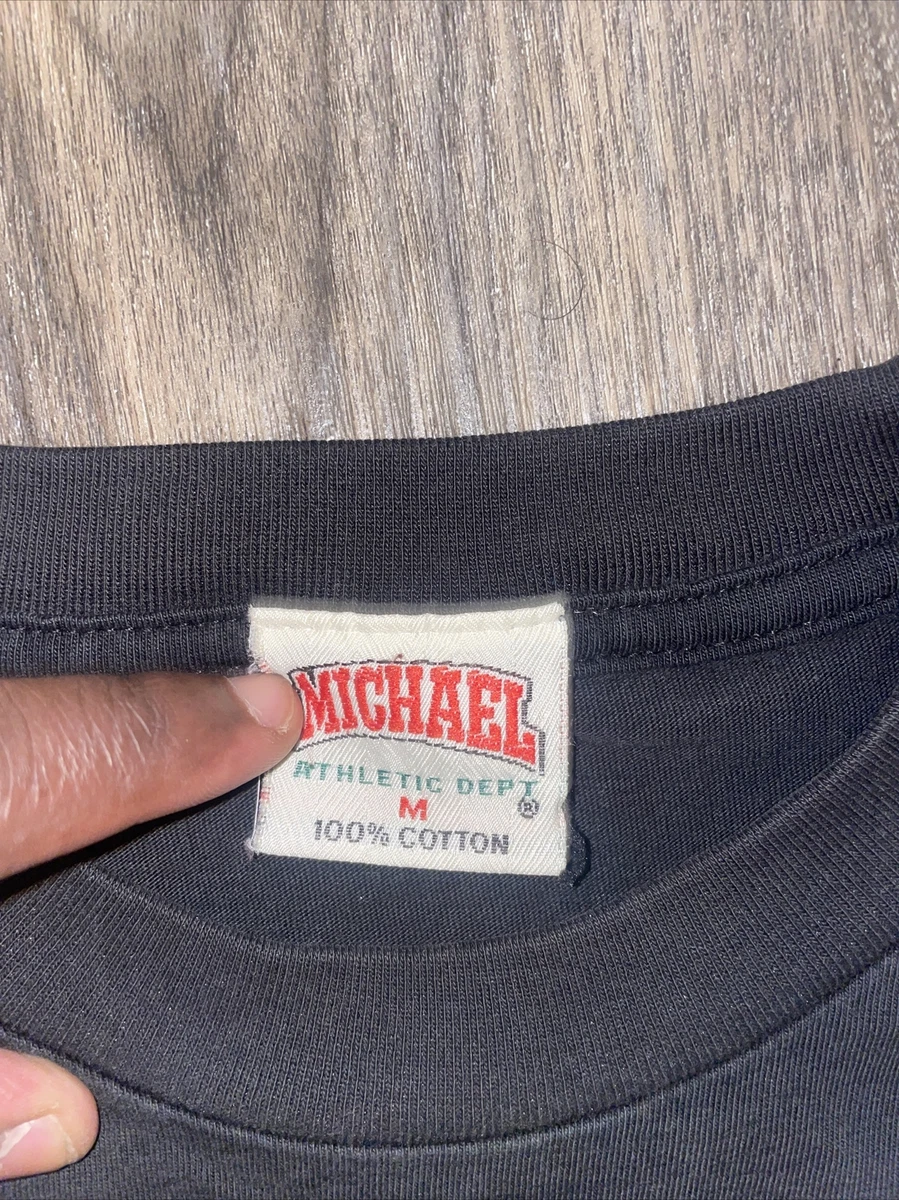 MICHAEL
ATHLETIC DEPT
®
M
100% COTTON